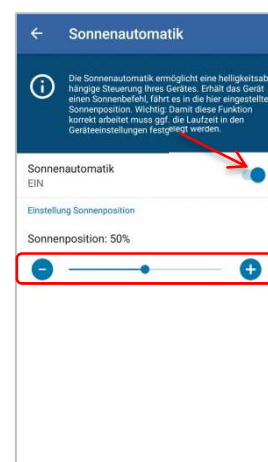 Sonnenautomatik
Die Sonnenautomatik ermöglicht eine helligkeitsab
hängige Steuerung Ihres Gerätes. Erhält das Gerät
einen Sonnenbefehl, fährt es in die hier eingestellte
Sonnenposition. Wichtig: Damit diese Funktion
korrekt arbeitet muss ggf. die Laufzeit in den
Geräteeinstellungen festgelegt werden.
Sonnenautomatik
EIN
Einstellung Sonnenposition
Sonnenposition: 50%